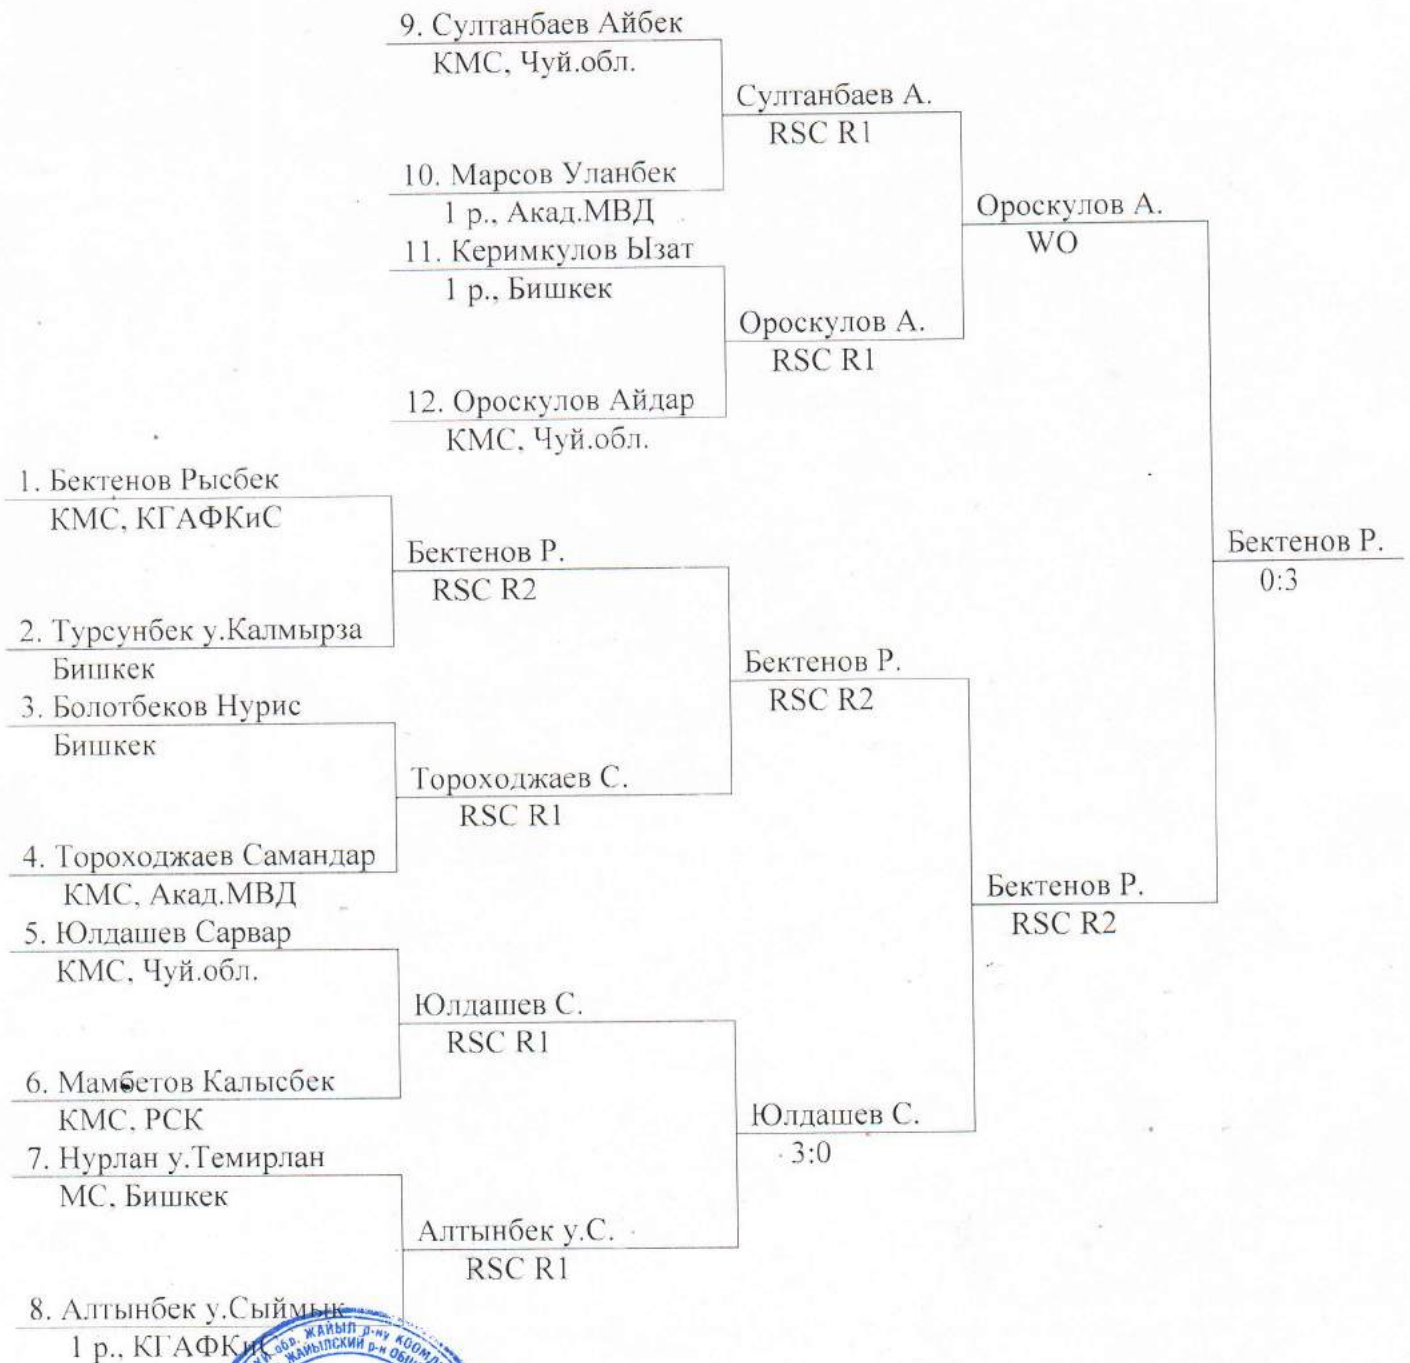 9. Султанбаев Айбек
КМС, Чуй.обл.
Султанбаев А.
RSC R1
10. Марсов Уланбек
1 р., Акад.МВД
Ороскулов А.
WO
11. Керимкулов Ызат
1 р., Бишкек
Ороскулов А.
RSC R1
12. Ороскулов Айдар
КМС, Чуй.обл.
1. Бектенов Рысбек
КМС, КГАФКиС
Бектенов Р.
RSC R2
Бектенов Р.
0:3
2. Турсунбек у.Калмырза
Бишкек
Бектенов Р.
RSC R2
3. Болотбеков Нурис
Бишкек
Тороходжаев С.
RSC R1
4. Тороходжаев Самандар
КМС, Акад.МВД
Бектенов Р.
RSC R2
5. Юлдашев Сарвар
КМС, Чуй.обл.
Юлдашев С.
RSC R1
6. Мамбетов Калысбек
КМС, РСК
Юлдашев С.
3:0
7. Нурлан у.Темирлан
МС, Бишкек
Алтынбек у.С.
RSC R1
8. Алтынбек у.Сыймык
1 р., КГАФКиС
обл. ЖАЙЫЛ р-ну
ЖАЙЫЛСКИЙ р-н